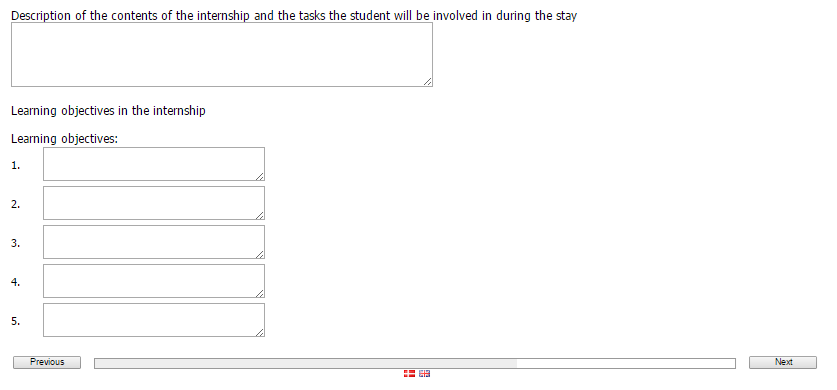 Description of the contents of the internship and the tasks the student will be involved in during the stay
Learning objectives in the internship
Learning objectives:
1.
2.
3.
4.
5.
Previous
Next